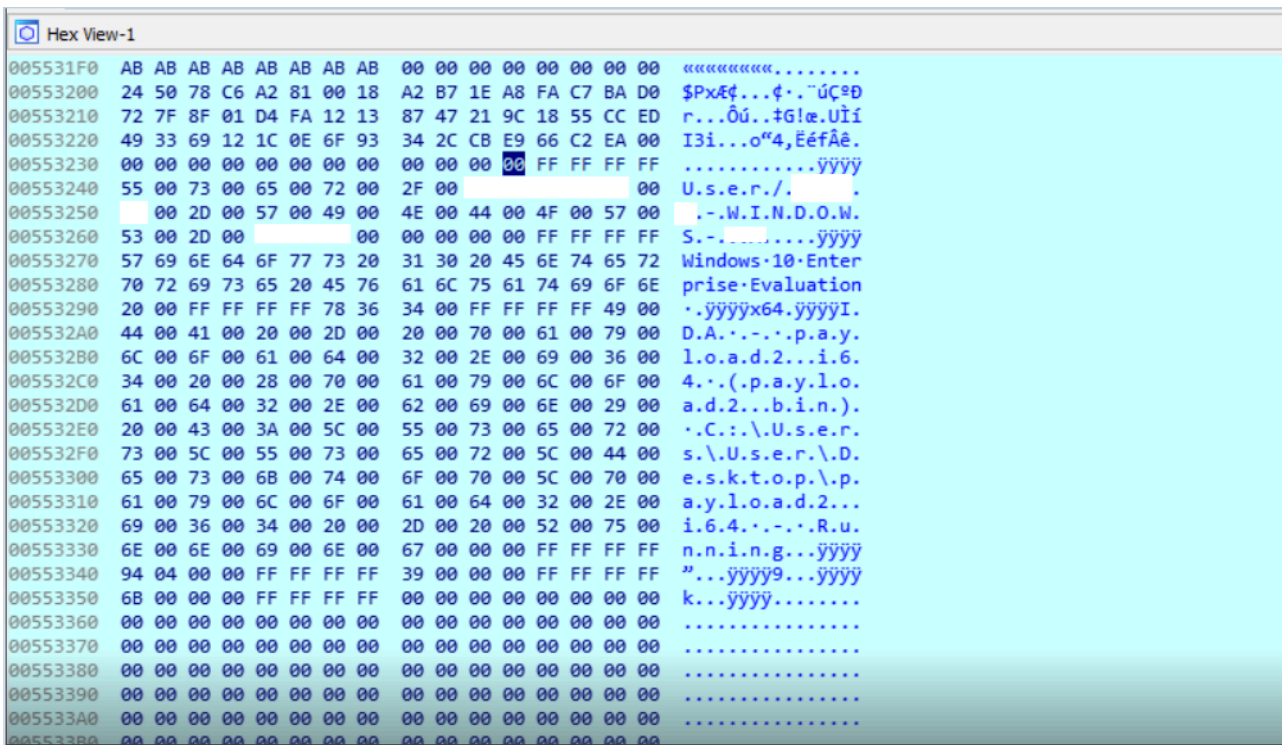 Hex View-1
005531F0 AB AB AB AB AB AB AB AB 00 00 00 00 00 00 00 00 ««««««««........
00553200 24 50 78 C6 A2 81 00 18 A2 B7 1E A8 FA C7 BA D0 $PxÆ¢...¢·.¨úÇºÐ
00553210 72 7F 8F 01 D4 FA 12 13 87 47 21 9C 18 55 CC ED r...Ôú..‡G!œ.UÌí
00553220 49 33 69 12 1C 0E 6F 93 34 2C CB E9 66 C2 EA 00 I3i...o“4,ËéfÂê.
00553230 00 00 00 00 00 00 00 00 00 00 00 00 FF FF FF FF ............ÿÿÿÿ
00553240 55 00 73 00 65 00 72 00 2F 00 00 U.s.e.r./. .
00553250 00 2D 00 57 00 49 00 4E 00 44 00 4F 00 57 00 .-.W.I.N.D.O.W.
00553260 53 00 2D 00 00 00 00 00 00 FF FF FF FF S.-. .....ÿÿÿÿ
00553270 57 69 6E 64 6F 77 73 20 31 30 20 45 6E 74 65 72 Windows·10·Enter
00553280 70 72 69 73 65 20 45 76 61 6C 75 61 74 69 6F 6E prise·Evaluation
00553290 20 00 FF FF FF FF 78 36 34 00 FF FF FF FF 49 00 ·.ÿÿÿÿx64.ÿÿÿÿI.
005532A0 44 00 41 00 20 00 2D 00 20 00 70 00 61 00 79 00 D.A.·.-.·.p.a.y.
005532B0 6C 00 6F 00 61 00 64 00 32 00 2E 00 69 00 36 00 l.o.a.d.2...i.6.
005532C0 34 00 20 00 28 00 70 00 61 00 79 00 6C 00 6F 00 4.·.(.p.a.y.l.o.
005532D0 61 00 64 00 32 00 2E 00 62 00 69 00 6E 00 29 00 a.d.2...b.i.n.).
005532E0 20 00 43 00 3A 00 5C 00 55 00 73 00 65 00 72 00 ·.C.:.\.U.s.e.r.
005532F0 73 00 5C 00 55 00 73 00 65 00 72 00 5C 00 44 00 s.\.U.s.e.r.\.D.
00553300 65 00 73 00 6B 00 74 00 6F 00 70 00 5C 00 70 00 e.s.k.t.o.p.\.p.
00553310 61 00 79 00 6C 00 6F 00 61 00 64 00 32 00 2E 00 a.y.l.o.a.d.2...
00553320 69 00 36 00 34 00 20 00 2D 00 20 00 52 00 75 00 i.6.4.·.-.·.R.u.
00553330 6E 00 6E 00 69 00 6E 00 67 00 00 00 FF FF FF FF n.n.i.n.g...ÿÿÿÿ
00553340 94 04 00 00 FF FF FF FF 39 00 00 00 FF FF FF FF ”...ÿÿÿÿ9...ÿÿÿÿ
00553350 6B 00 00 00 FF FF FF FF 00 00 00 00 00 00 00 00 k...ÿÿÿÿ........
00553360 00 00 00 00 00 00 00 00 00 00 00 00 00 00 00 00 ................
00553370 00 00 00 00 00 00 00 00 00 00 00 00 00 00 00 00 ................
00553380 00 00 00 00 00 00 00 00 00 00 00 00 00 00 00 00 ................
00553390 00 00 00 00 00 00 00 00 00 00 00 00 00 00 00 00 ................
005533A0 00 00 00 00 00 00 00 00 00 00 00 00 00 00 00 00 ................